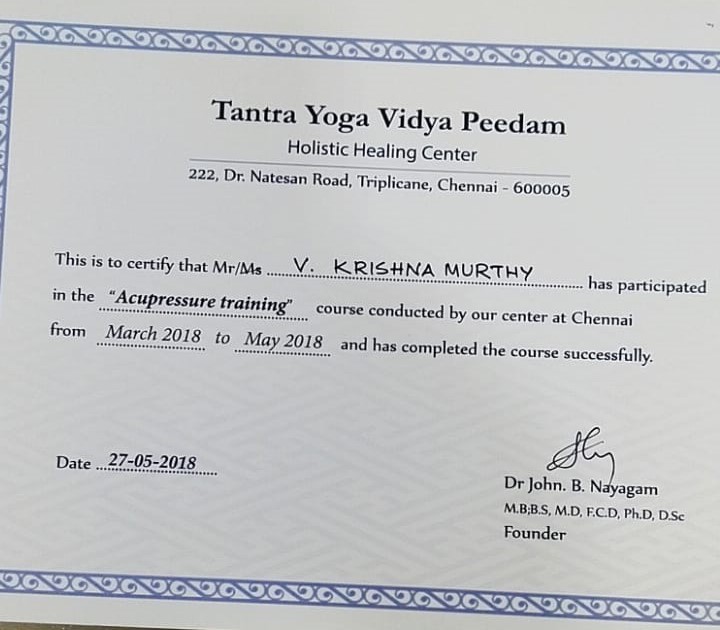 Tantra Yoga Vidya Peedam
Holistic Healing Center
222, Dr. Natesan Road, Triplicane, Chennai - 600005
This is to certify that Mr/Ms ......V. KRISHNA MURTHY........... has participated
in the "Acupressure training" course conducted by our center at Chennai
from March 2018 to May 2018 and has completed the course successfully.
Date ...27-05-2018.....
Dr John. B. Nayagam
M.B;B.S, M.D, F.C.D, Ph.D, D.Sc
Founder